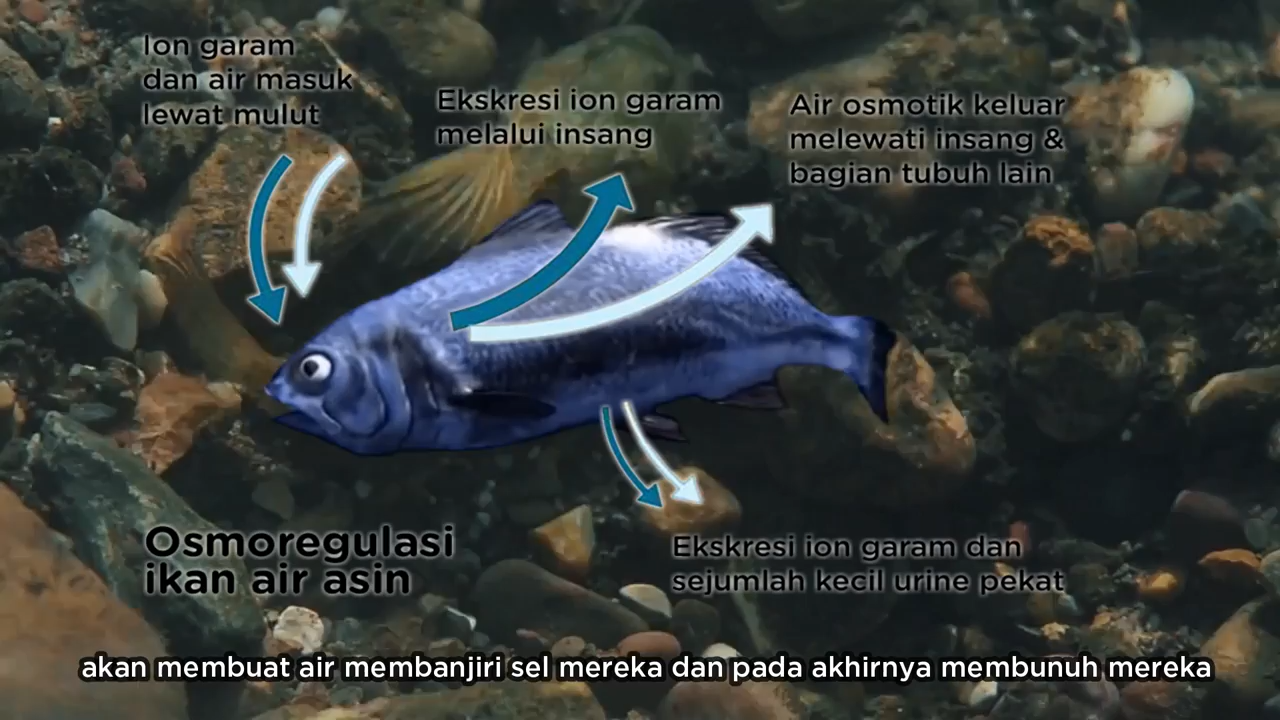 Ion garam
dan air masuk
lewat mulut
Ekskresi ion garam
melalui insang
Air osmotik keluar
melewati insang &
bagian tubuh lain
Osmoregulasi
ikan air asin
Ekskresi ion garam dan
sejumlah kecil urine pekat
akan membuat air membanjiri sel mereka dan pada akhirnya membunuh mereka